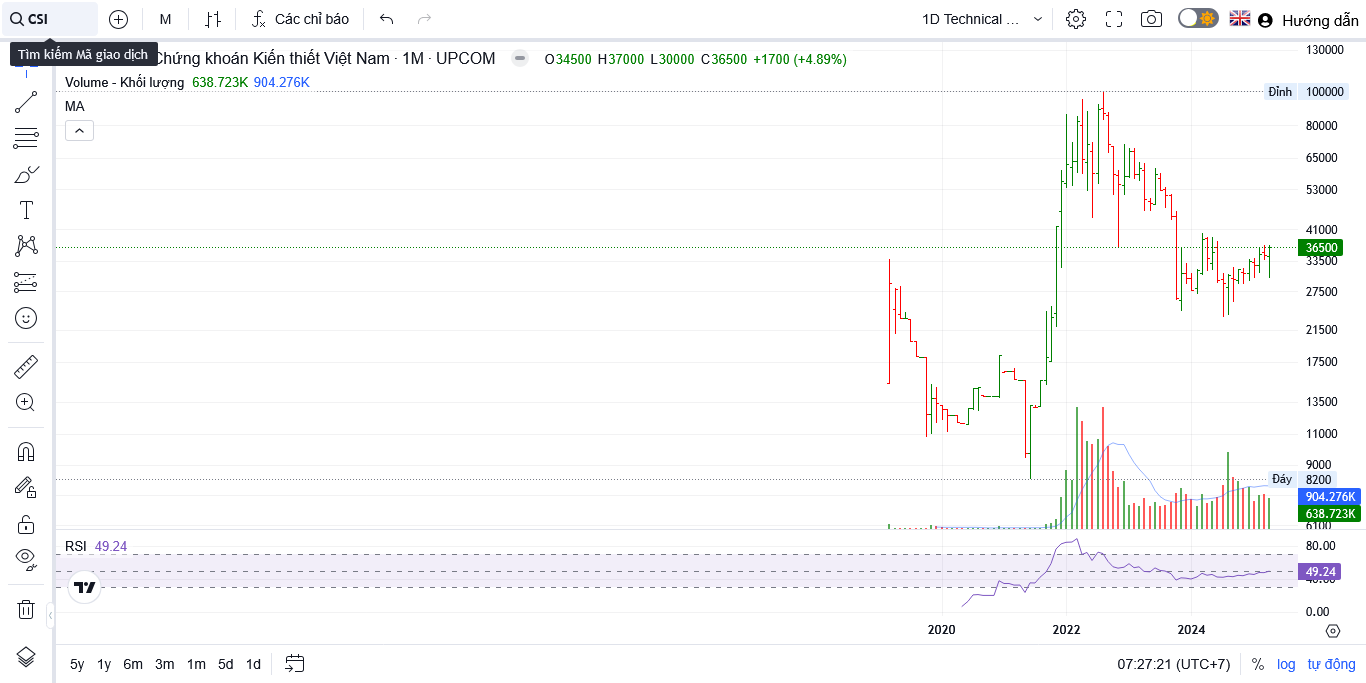 CSI
M
Các chỉ báo
1D Technical ...
Hướng dẫn
Tìm kiếm Mã giao dịch
Chứng khoán Kiến thiết Việt Nam · 1M · UPCOM
O34500 H37000 L30000 C36500 +1700 (+4.89%)
Volume - Khối lượng 638.723K 904.276K
MA
130000
Đỉnh 100000
80000
65000
53000
41000
36500
33500
27500
21500
17500
13500
11000
9000
Đáy 8200
904.276K
638.723K
6100
RSI 49.24
80.00
49.24
40.00
0.00
2020 2022 2024
5y 1y 6m 3m 1m 5d 1d
07:27:21 (UTC+7) % log tự động